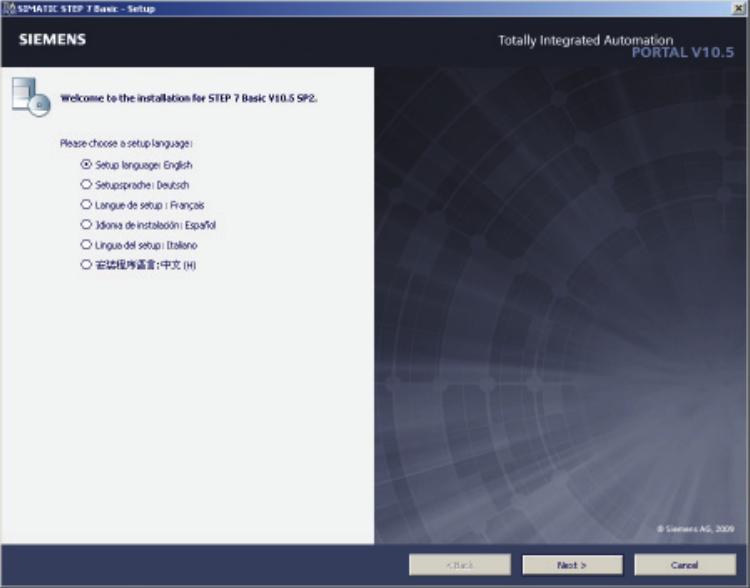 SIMATIC STEP 7 Basic - Setup
SIEMENS
Totally Integrated Automation
PORTAL V10.5
Welcome to the installation for STEP 7 Basic V10.5 SP2.
Please choose a setup language:
Setup language: English
Setupsprache: Deutsch
Langue de setup : Français
Idioma de instalación: Español
Lingua del setup: Italiano
安裝程序語言:中文 (H)
© Siemens AG, 2009
< Back
Next >
Cancel